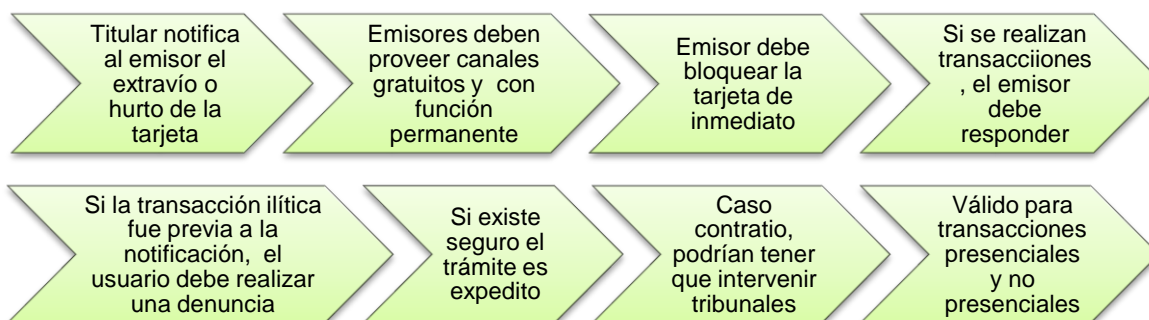 Titular notifica
al emisor el
extravío o
hurto de la
tarjeta
Emisores deben
proveer canales
gratuitos y con
función
permanente
Emisor debe
bloquear la
tarjeta de
inmediato
Si se realizan
transacciiones
, el emisor
debe
responder
Si la transacción ilítica
fue previa a la
notificación, el
usuario debe realizar
una denuncia
Si existe
seguro el
trámite es
expedito
Caso
contratio,
podrían tener
que intervenir
tribunales
Válido para
transacciones
presenciales
y no
presenciales